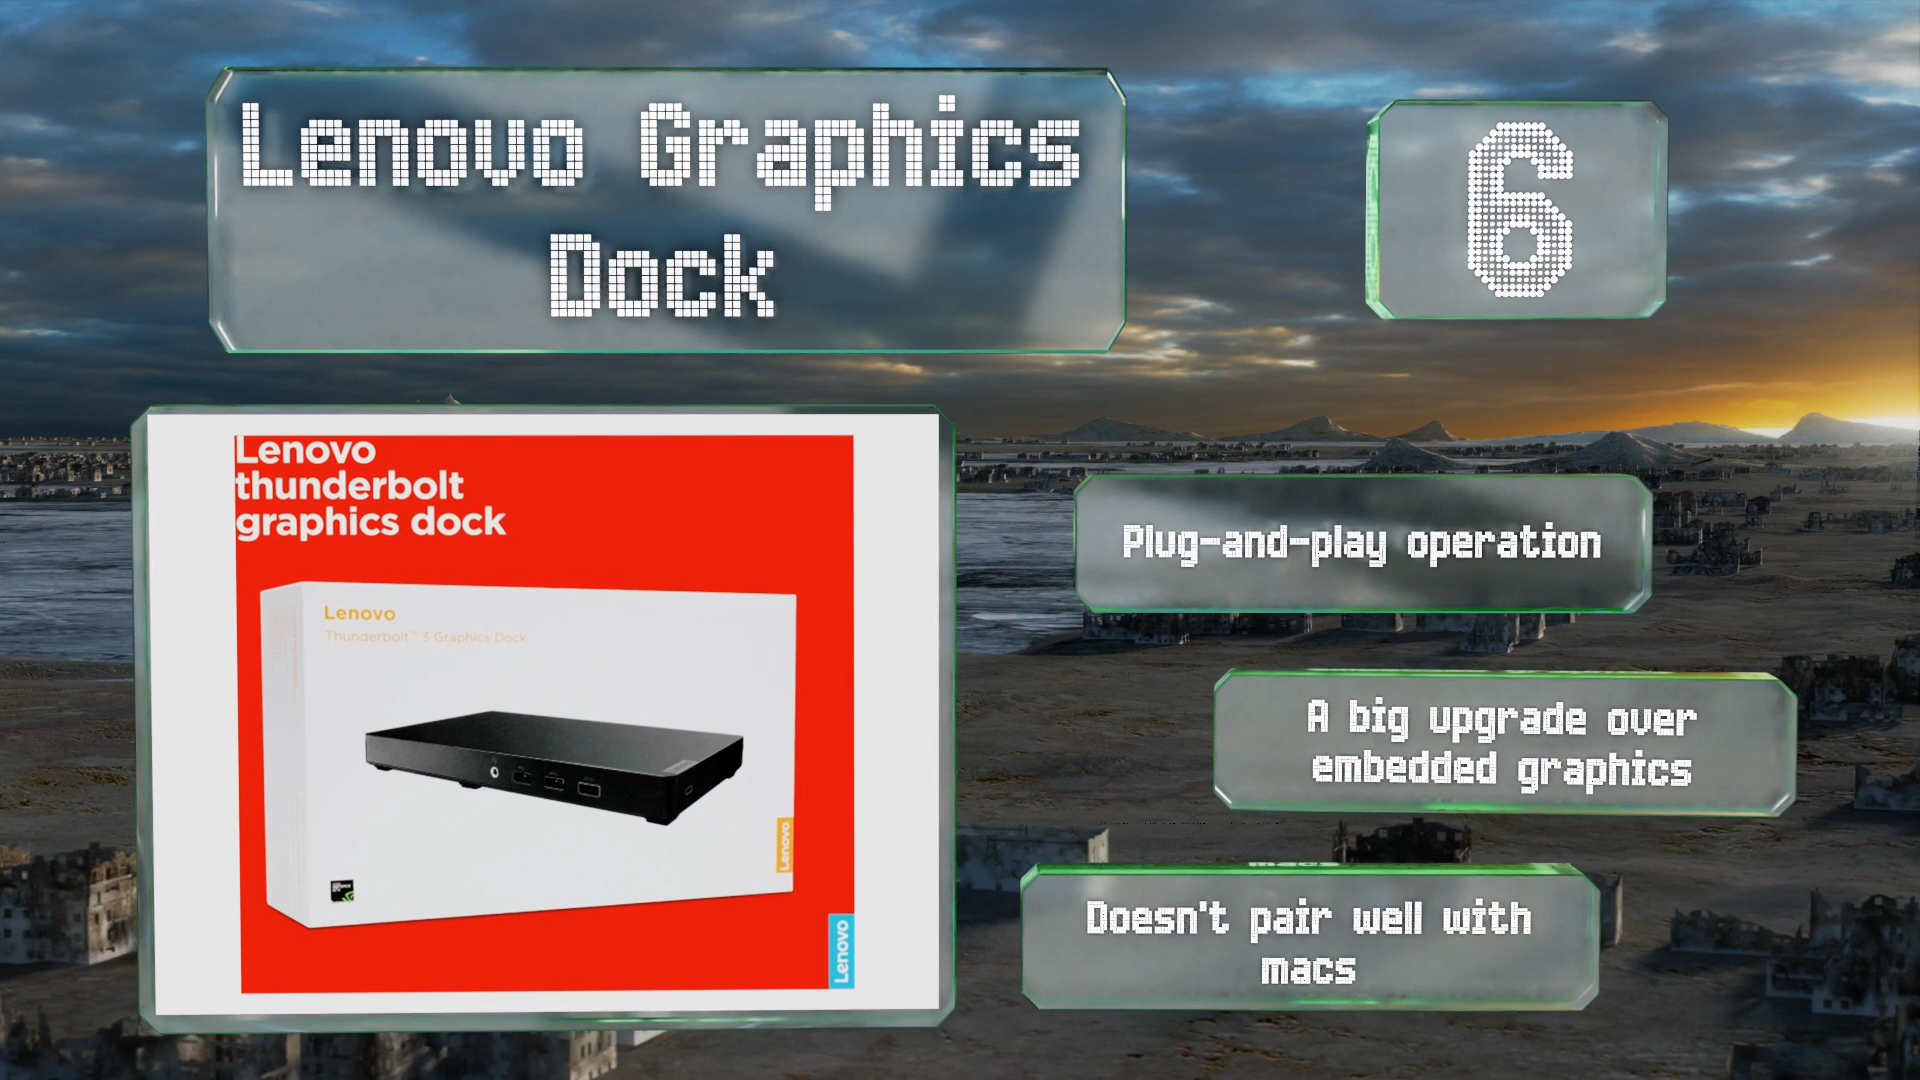 Lenovo Graphics
Dock
6
Lenovo
thunderbolt
graphics dock
Lenovo
Thunderbolt™ 3 Graphics Dock
Lenovo
Lenovo
Plug-and-play operation
A big upgrade over
embedded graphics
Doesn't pair well with
macs